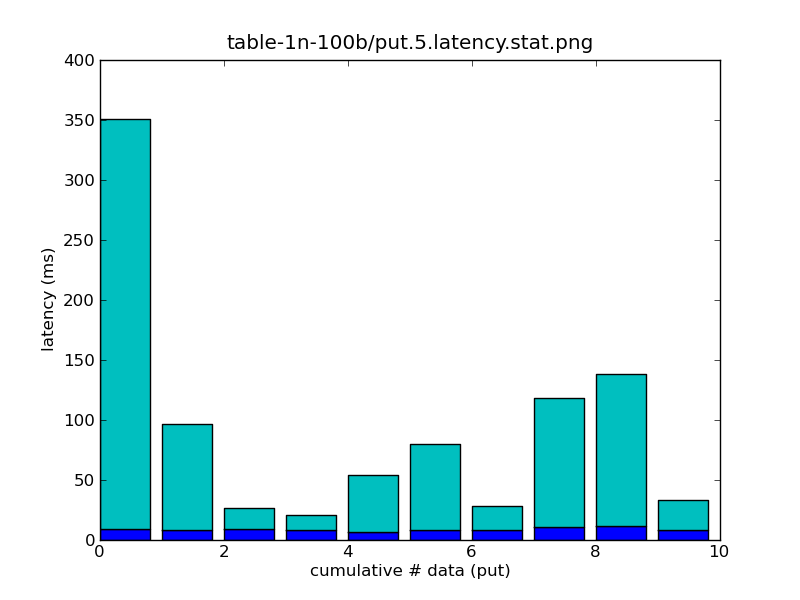 table-1n-100b/put.5.latency.stat.png
400
350
300
250
200
150
100
50
0
latency (ms)
0 2 4 6 8 10
cumulative # data (put)